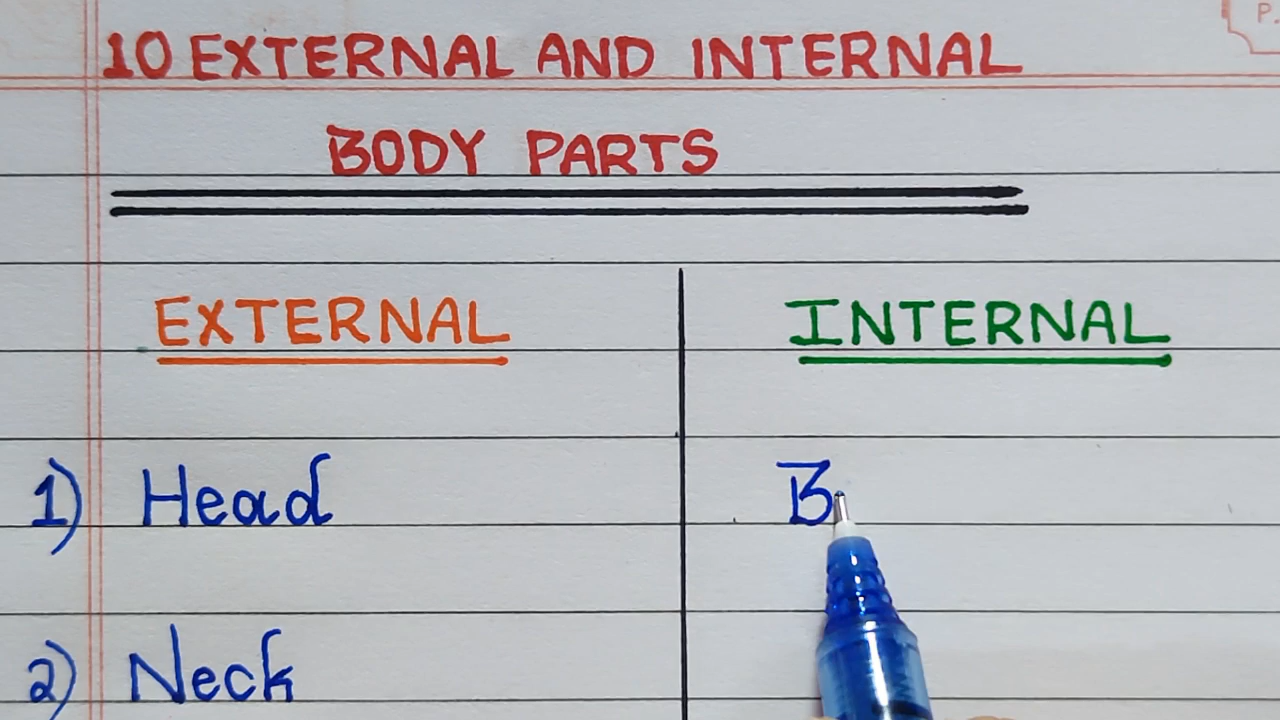 P.
10 EXTERNAL AND INTERNAL
BODY PARTS
EXTERNAL INTERNAL
1) Head B
2) Neck